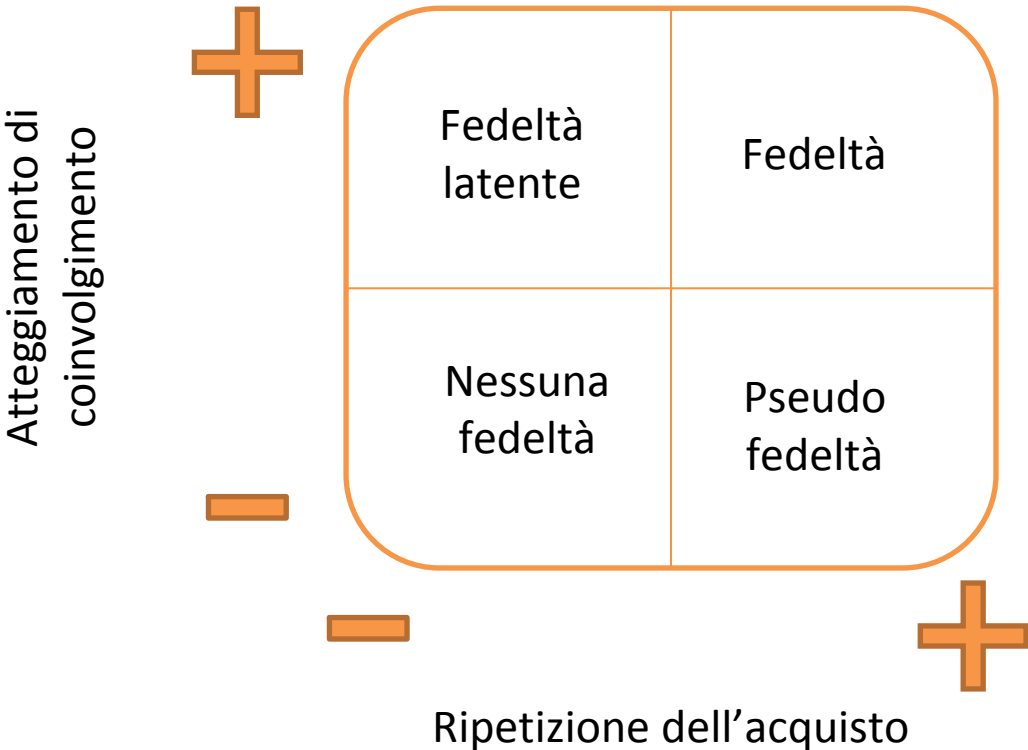 Atteggiamento di
coinvolgimento
Fedeltà
latente
Fedeltà
Nessuna
fedeltà
Pseudo
fedeltà
Ripetizione dell’acquisto